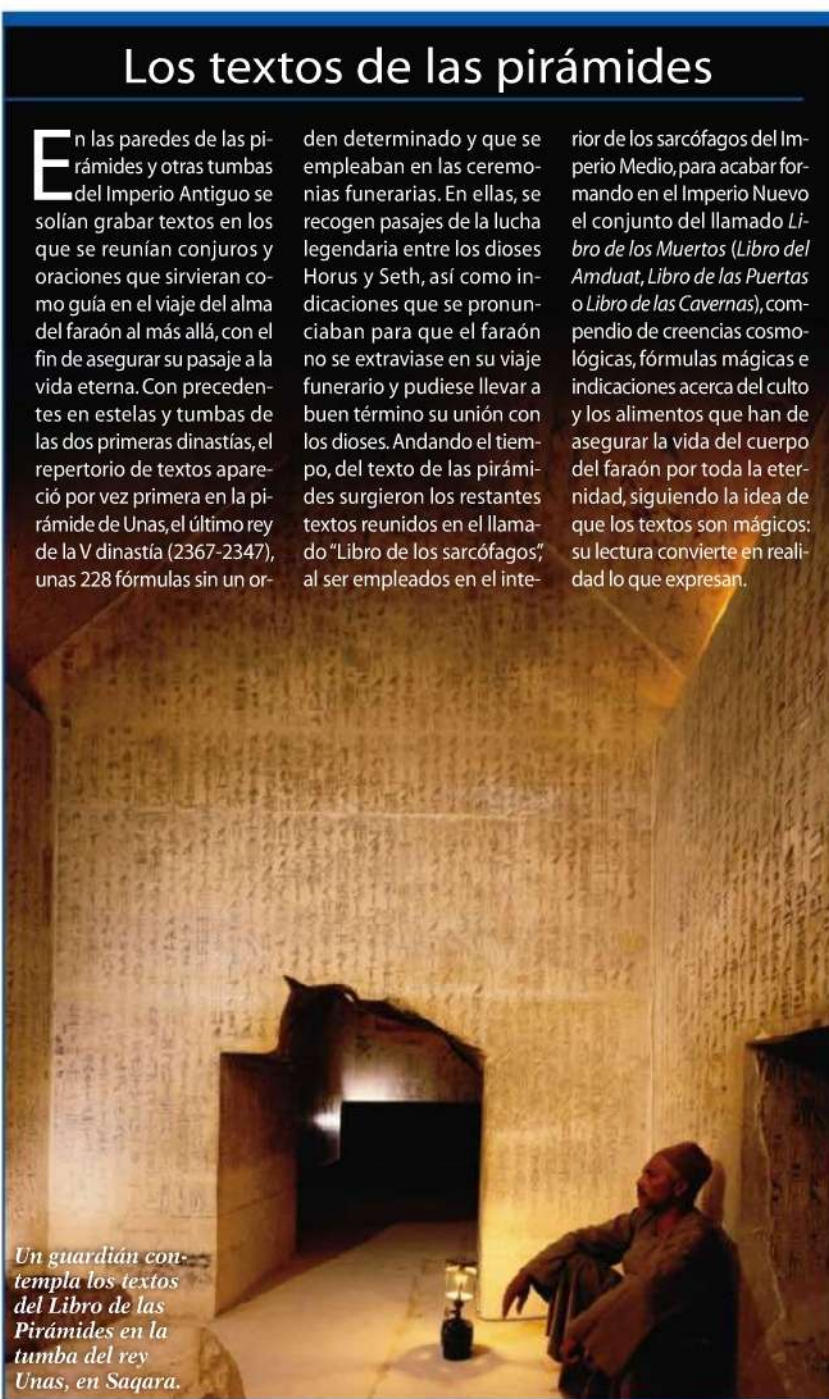 Los textos de las pirámides
En las paredes de las pi-
rámides y otras tumbas
del Imperio Antiguo se
solían grabar textos en los
que se reunían conjuros y
oraciones que sirvieran co-
mo guía en el viaje del alma
del faraón al más allá, con el
fin de asegurar su pasaje a la
vida eterna. Con preceden-
tes en estelas y tumbas de
las dos primeras dinastías, el
repertorio de textos apare-
ció por vez primera en la pi-
rámide de Unas, el último rey
de la V dinastía (2367-2347),
unas 228 fórmulas sin un or-
den determinado y que se
empleaban en las ceremo-
nias funerarias. En ellas, se
recogen pasajes de la lucha
legendaria entre los dioses
Horus y Seth, así como in-
dicaciones que se pronun-
ciaban para que el faraón
no se extraviase en su viaje
funerario y pudiese llevar a
buen término su unión con
los dioses. Andando el tiem-
po, del texto de las pirámi-
des surgieron los restantes
textos reunidos en el llama-
do “Libro de los sarcófagos”,
al ser empleados en el inte-
rior de los sarcófagos del Im-
perio Medio, para acabar for-
mando en el Imperio Nuevo
el conjunto del llamado Li-
bro de los Muertos (Libro del
Amduat, Libro de las Puertas
o Libro de las Cavernas), com-
pendio de creencias cosmo-
lógicas, fórmulas mágicas e
indicaciones acerca del culto
y los alimentos que han de
asegurar la vida del cuerpo
del faraón por toda la eter-
nidad, siguiendo la idea de
que los textos son mágicos:
su lectura convierte en reali-
dad lo que expresan.
Un guardián con-
templa los textos
del Libro de las
Pirámides en la
tumba del rey
Unas, en Saqara.